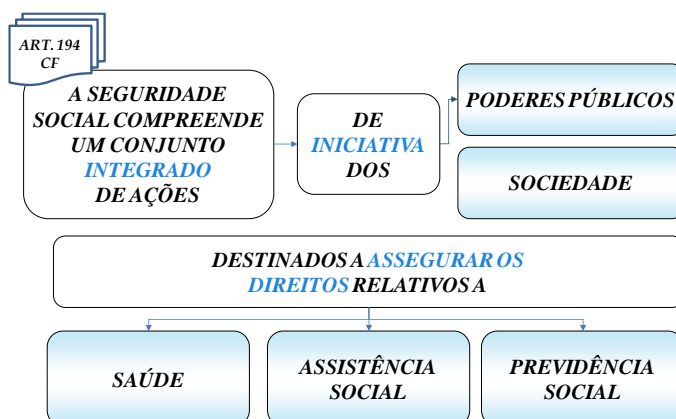 ART. 194
CF
A SEGURIDADE
SOCIAL COMPREENDE
UM CONJUNTO
INTEGRADO
DE AÇÕES
DE
INICIATIVA
DOS
PODERES PÚBLICOS
SOCIEDADE
DESTINADOS A ASSEGURAR OS
DIREITOS RELATIVOS A
SAÚDE
ASSISTÊNCIA
SOCIAL
PREVIDÊNCIA
SOCIAL